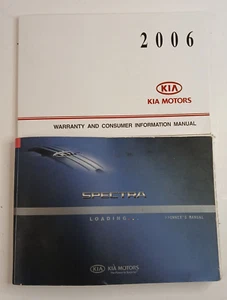 2006
KIA
KIA MOTORS
WARRANTY AND CONSUMER INFORMATION MANUAL
SPECTRA
LOADING..
OWNER'S MANUAL
KIA KIA MOTORS